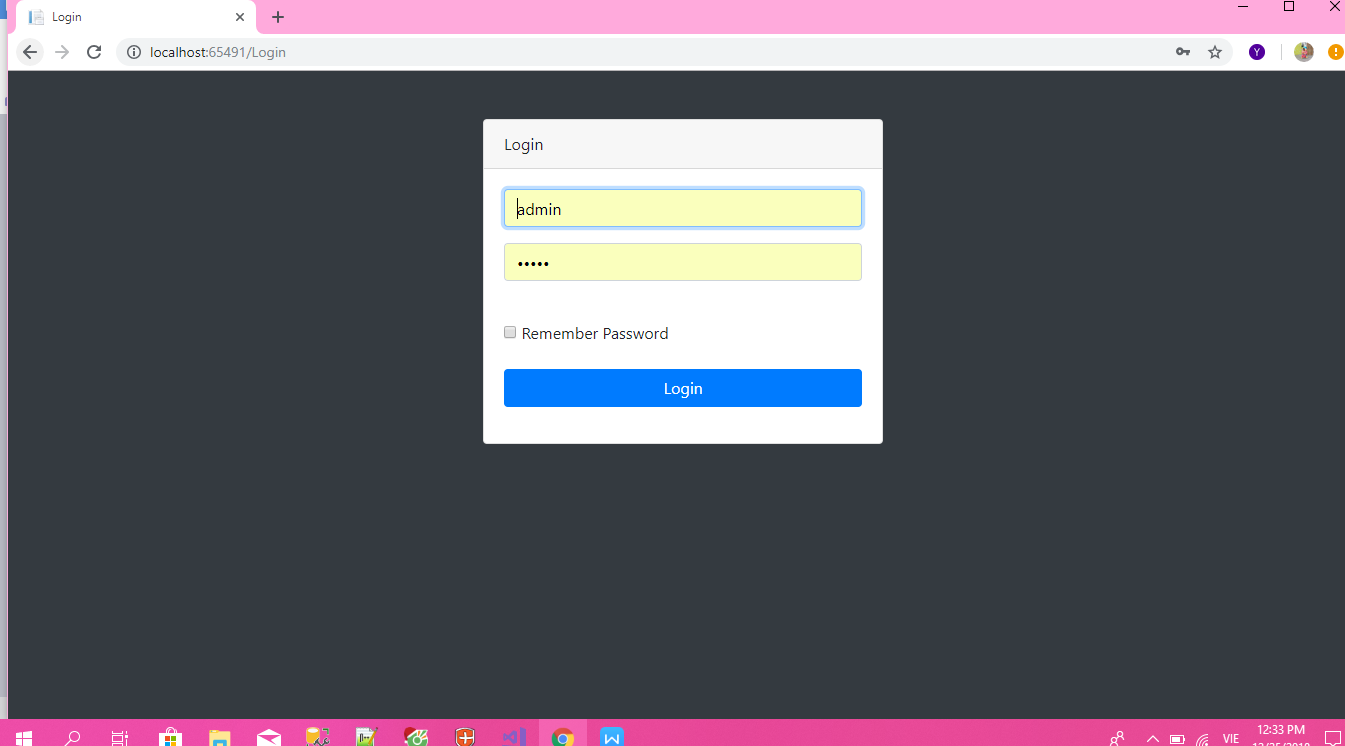 Login
localhost:65491/Login
Y
Login
admin
Remember Password
Login
VIE
12:33 PM